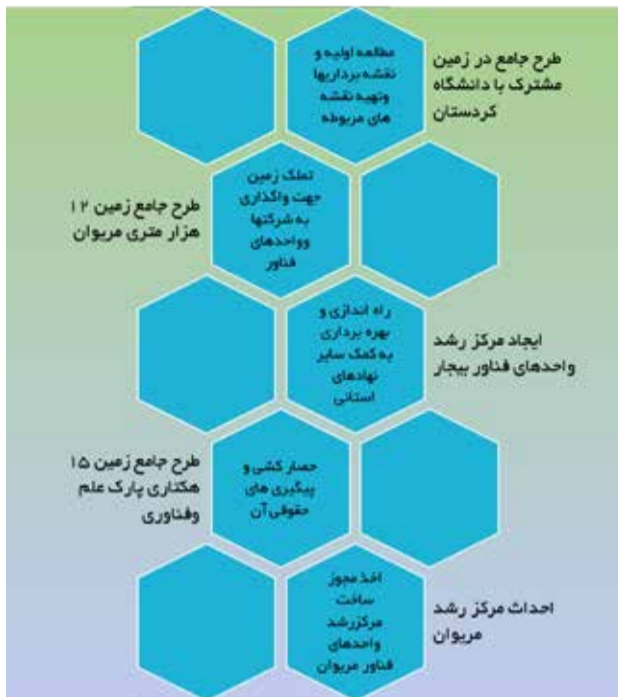 طرح جامع در زمین
مشترک با دانشگاه
کردستان
مطالعه اولیه و
نقشه برداریها
وتهیه نقشه
های مربوطه
تملک زمین
جهت واگذاری
به شرکتها
وواحدهای
فناور
طرح جامع زمین ۱۲
هزار متری مریوان
ایجاد مرکز رشد
واحدهای فناور بیجار
راه اندازی و
بهره برداری
به کمک سایر
نهادهای
استانی
حصار کشی و
پیگیری های
حقوقی آن
طرح جامع زمین ۱۵
هکتاری پارک علم
وفناوری
احداث مرکز رشد
مریوان
اخذ مجوز
ساخت
مرکزرشد
واحدهای
فناور مریوان